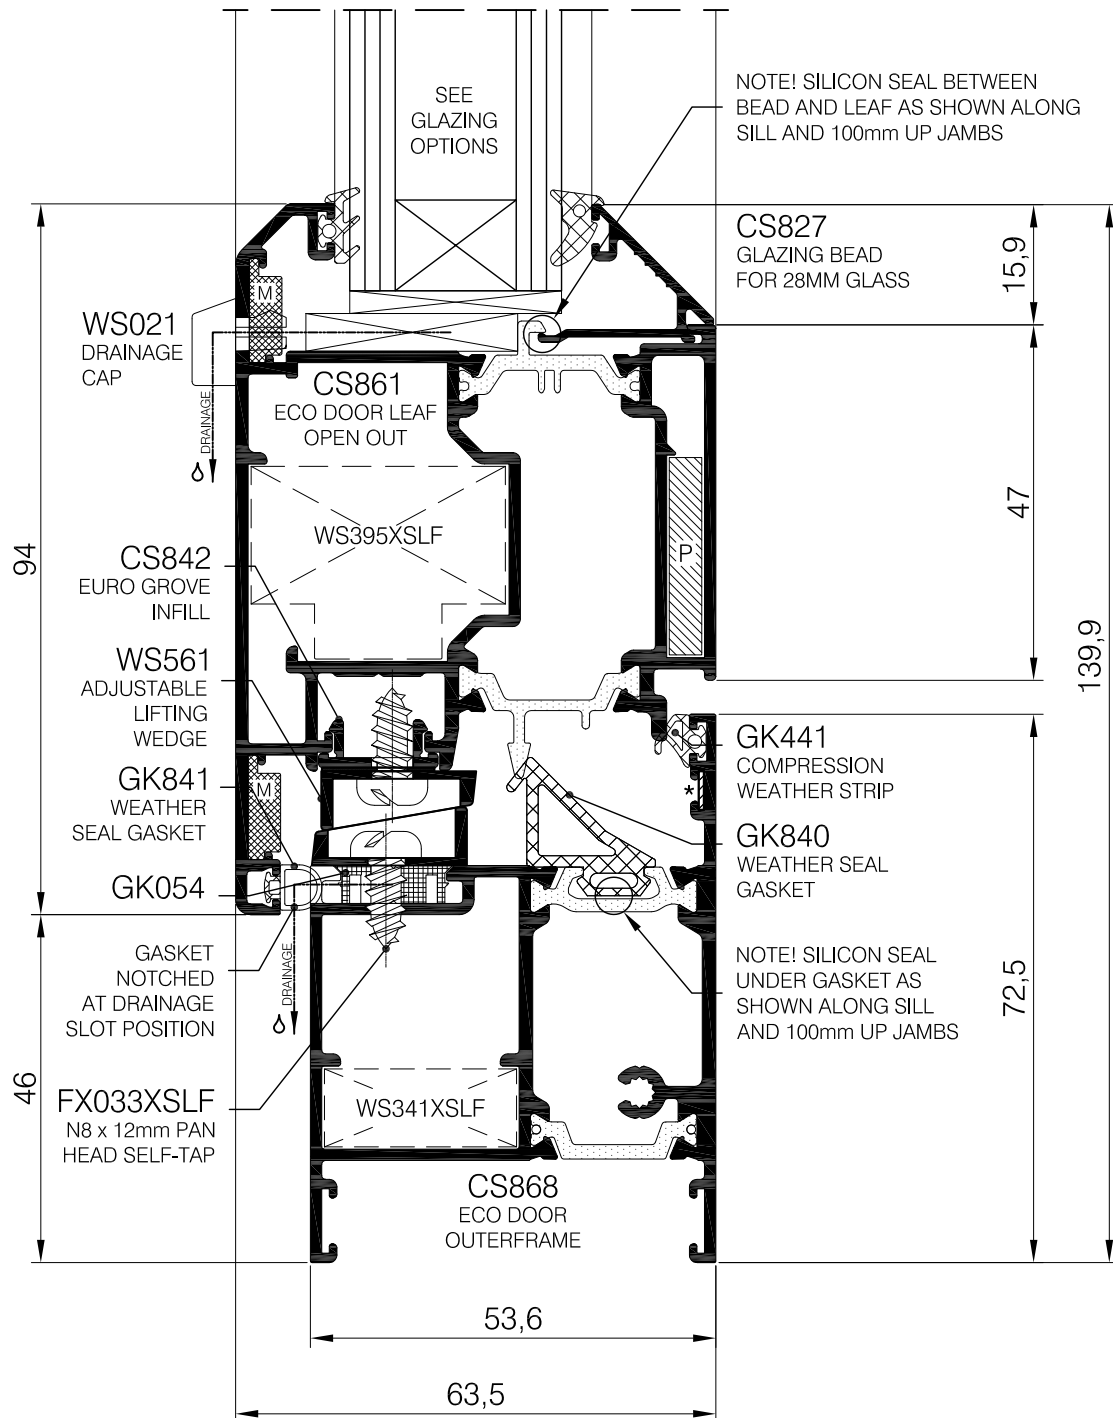 SEE
GLAZING
OPTIONS
NOTE! SILICON SEAL BETWEEN
BEAD AND LEAF AS SHOWN ALONG
SILL AND 100mm UP JAMBS
CS827
GLAZING BEAD
FOR 28MM GLASS
15,9
M
WS021
DRAINAGE
CAP
DRAINAGE
CS861
ECO DOOR LEAF
OPEN OUT
47
94
WS395XSLF
P
CS842
EURO GROVE
INFILL
139,9
WS561
ADJUSTABLE
LIFTING
WEDGE
GK441
COMPRESSION
WEATHER STRIP
*
GK841
WEATHER
SEAL GASKET
M
GK840
WEATHER SEAL
GASKET
GK054
GASKET
NOTCHED
AT DRAINAGE
SLOT POSITION
DRAINAGE
NOTE! SILICON SEAL
UNDER GASKET AS
SHOWN ALONG SILL
AND 100mm UP JAMBS
72,5
46
FX033XSLF
N8 x 12mm PAN
HEAD SELF-TAP
WS341XSLF
CS868
ECO DOOR
OUTERFRAME
53,6
63,5